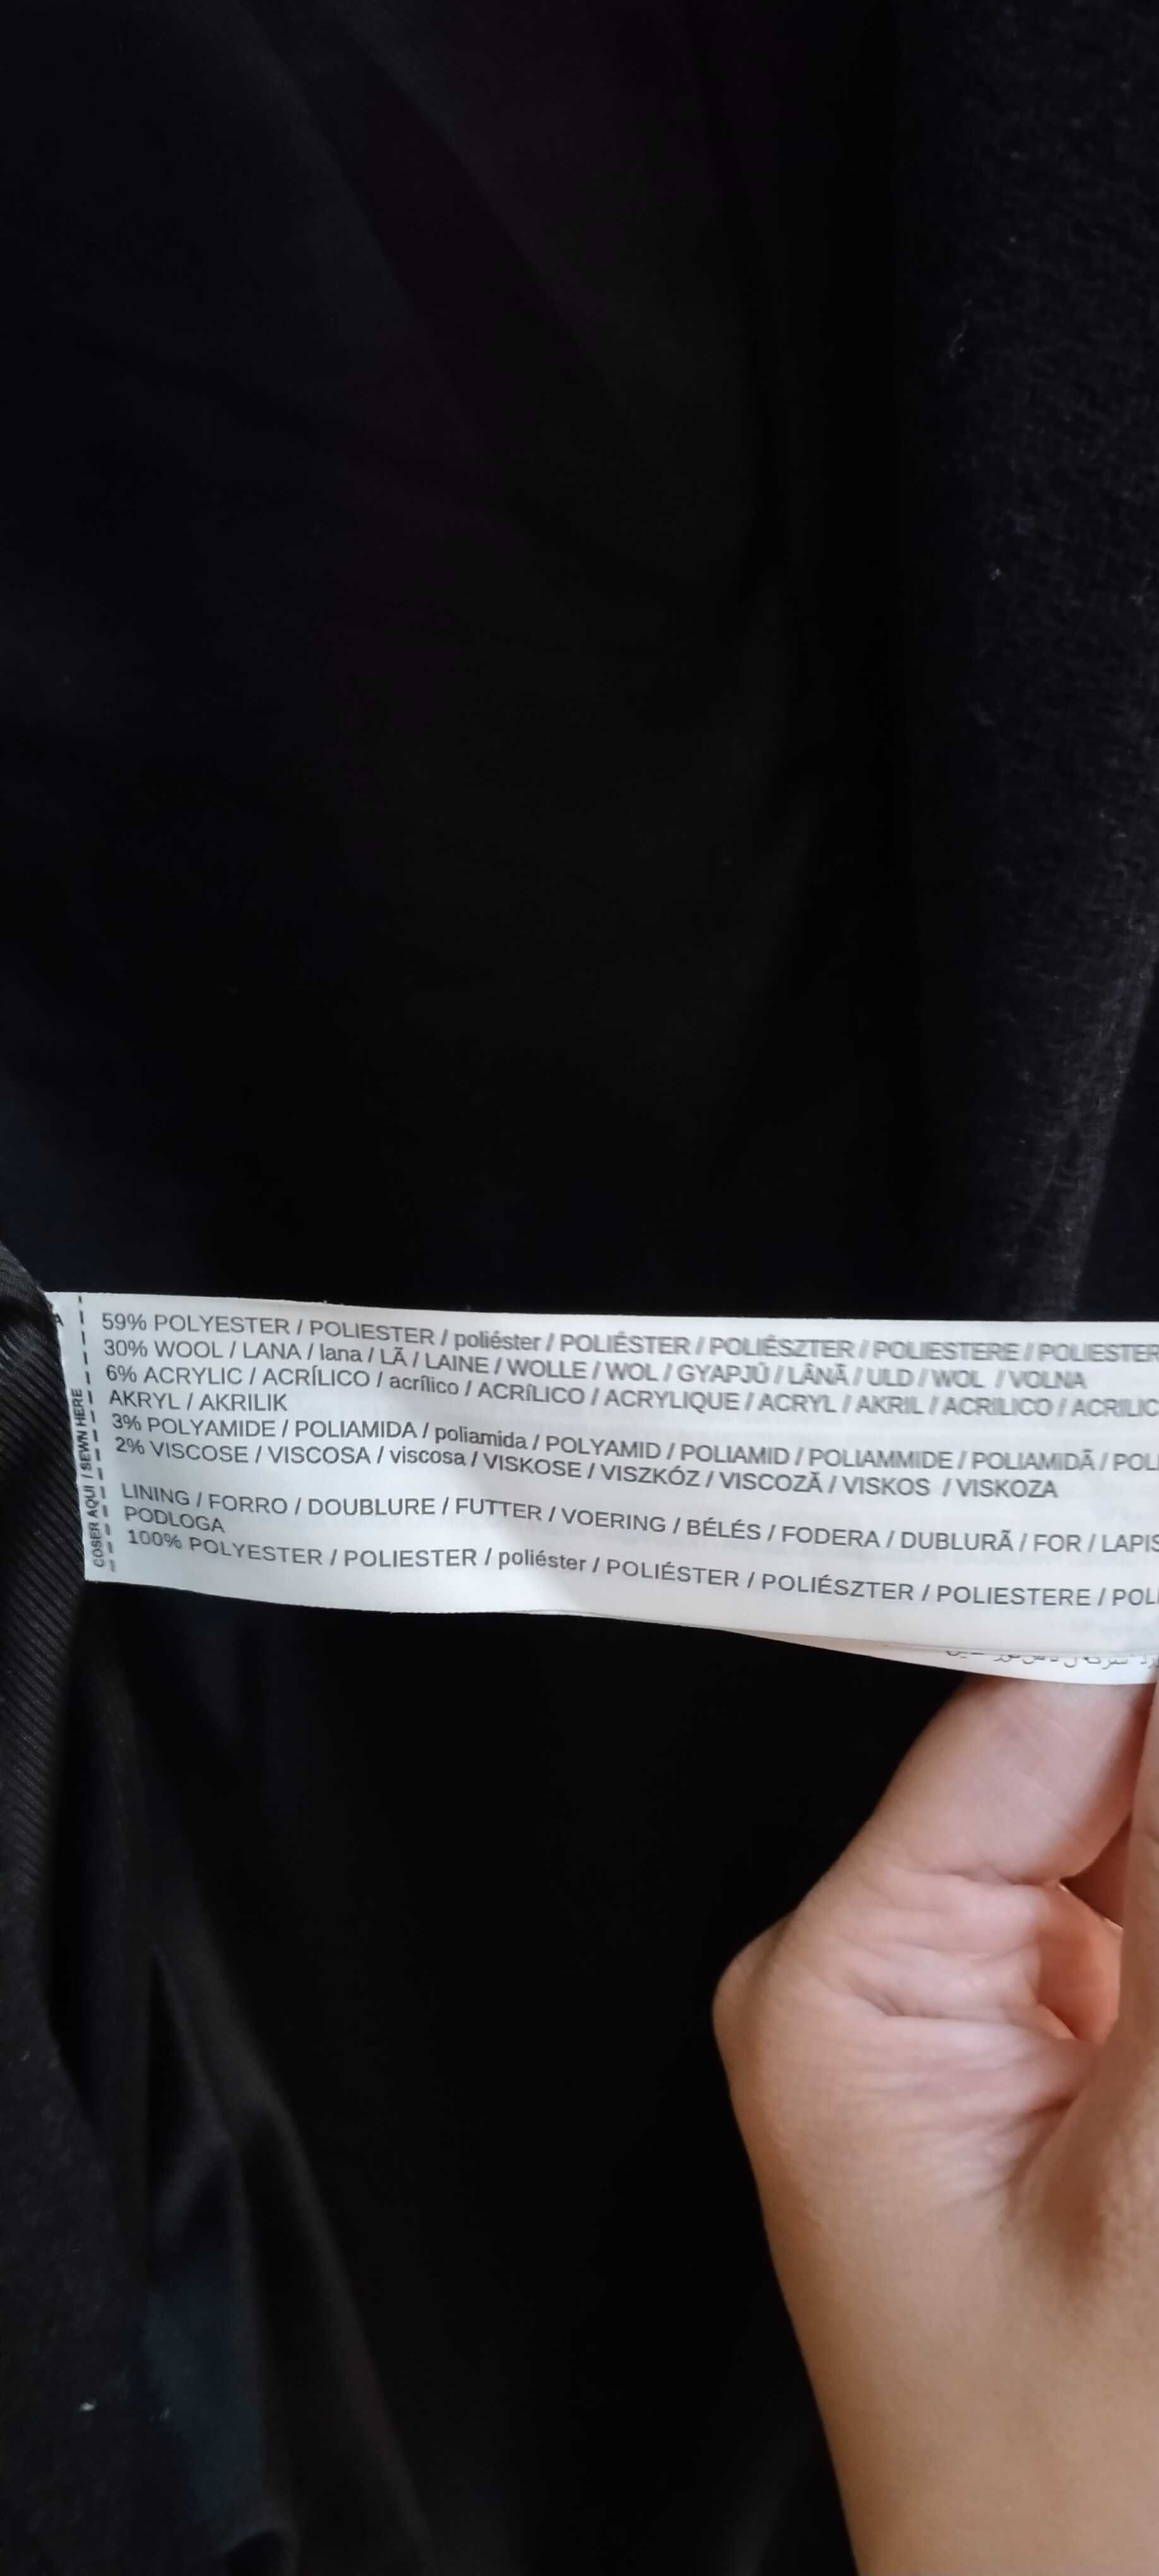 COSER AQUI / SEWN HERE
59% POLYESTER / POLIESTER / poliéster / POLIÉSTER / POLIÉSZTER / POLIESTERE / POLIESTER
30% WOOL / LANA / lana / LÃ / LAINE / WOLLE / WOL / GYAPJÚ / LÂNĂ / ULD / WOL / VOLNA
6% ACRYLIC / ACRÍLICO / acrílico / ACRÍLICO / ACRYLIQUE / ACRYL / AKRIL / ACRILICO / ACRILIC
AKRYL / AKRILIK
3% POLYAMIDE / POLIAMIDA / poliamida / POLYAMID / POLIAMID / POLIAMMIDE / POLIAMIDĂ / POL
2% VISCOSE / VISCOSA / viscosa / VISKOSE / VISZKÓZ / VISCOZĂ / VISKOS / VISKOZA
LINING / FORRO / DOUBLURE / FUTTER / VOERING / BÉLÉS / FODERA / DUBLURĂ / FOR / LAPIS
PODLOGA
100% POLYESTER / POLIESTER / poliéster / POLIÉSTER / POLIÉSZTER / POLIESTERE / POL